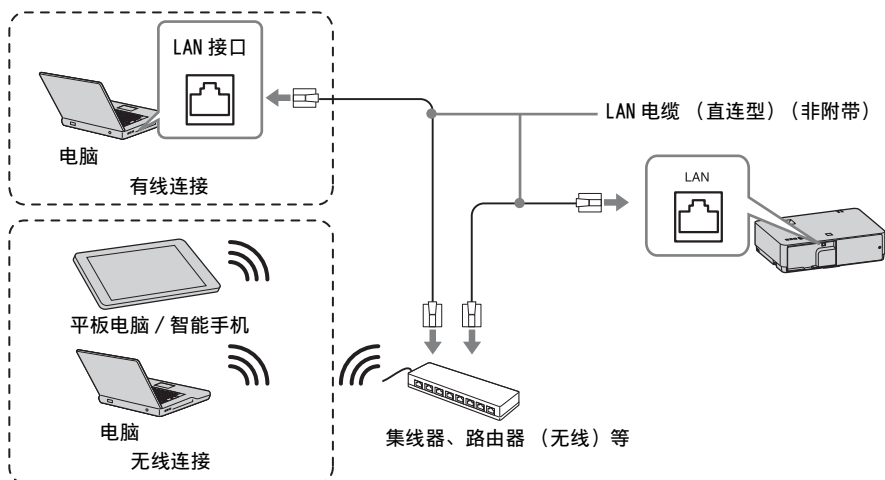 LAN 接口
电脑
有线连接
LAN 电缆 （直连型）（非附带）
LAN
平板电脑 / 智能手机
电脑
无线连接
集线器、路由器 （无线）等